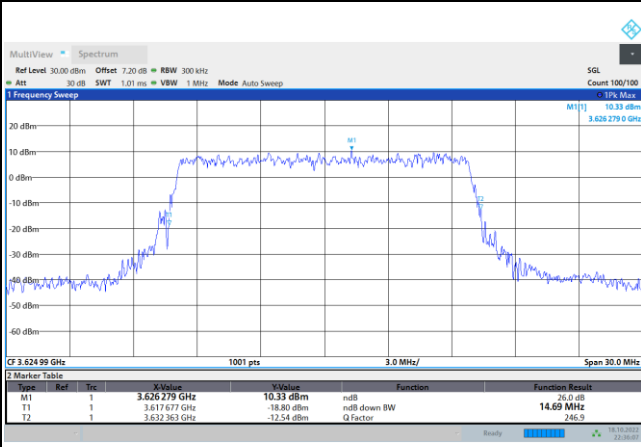 MultiView Spectrum
Ref Level 30.00 dBm Offset 7.20 dB RBW 300 kHz SGL
Att 30 dB SWT 1.01 ms VBW 1 MHz Mode Auto Sweep Count 100/100
1 Frequency Sweep 1Pk Max
M1[1] 10.33 dBm
3.626 279 0 GHz
20 dBm
M1
10 dBm
0 dBm
-10 dBm
T1
T2
-20 dBm
-30 dBm
-40 dBm
-50 dBm
-60 dBm
CF 3.624 99 GHz 1001 pts 3.0 MHz/ Span 30.0 MHz
2 Marker Table
Type Ref Trc X-Value Y-Value Function Function Result
M1 1 3.626 279 GHz 10.33 dBm ndB 26.0 dB
T1 1 3.617 677 GHz -18.80 dBm ndB down BW 14.69 MHz
T2 1 3.632 363 GHz -12.54 dBm Q Factor 246.9
Ready 18.10.2022